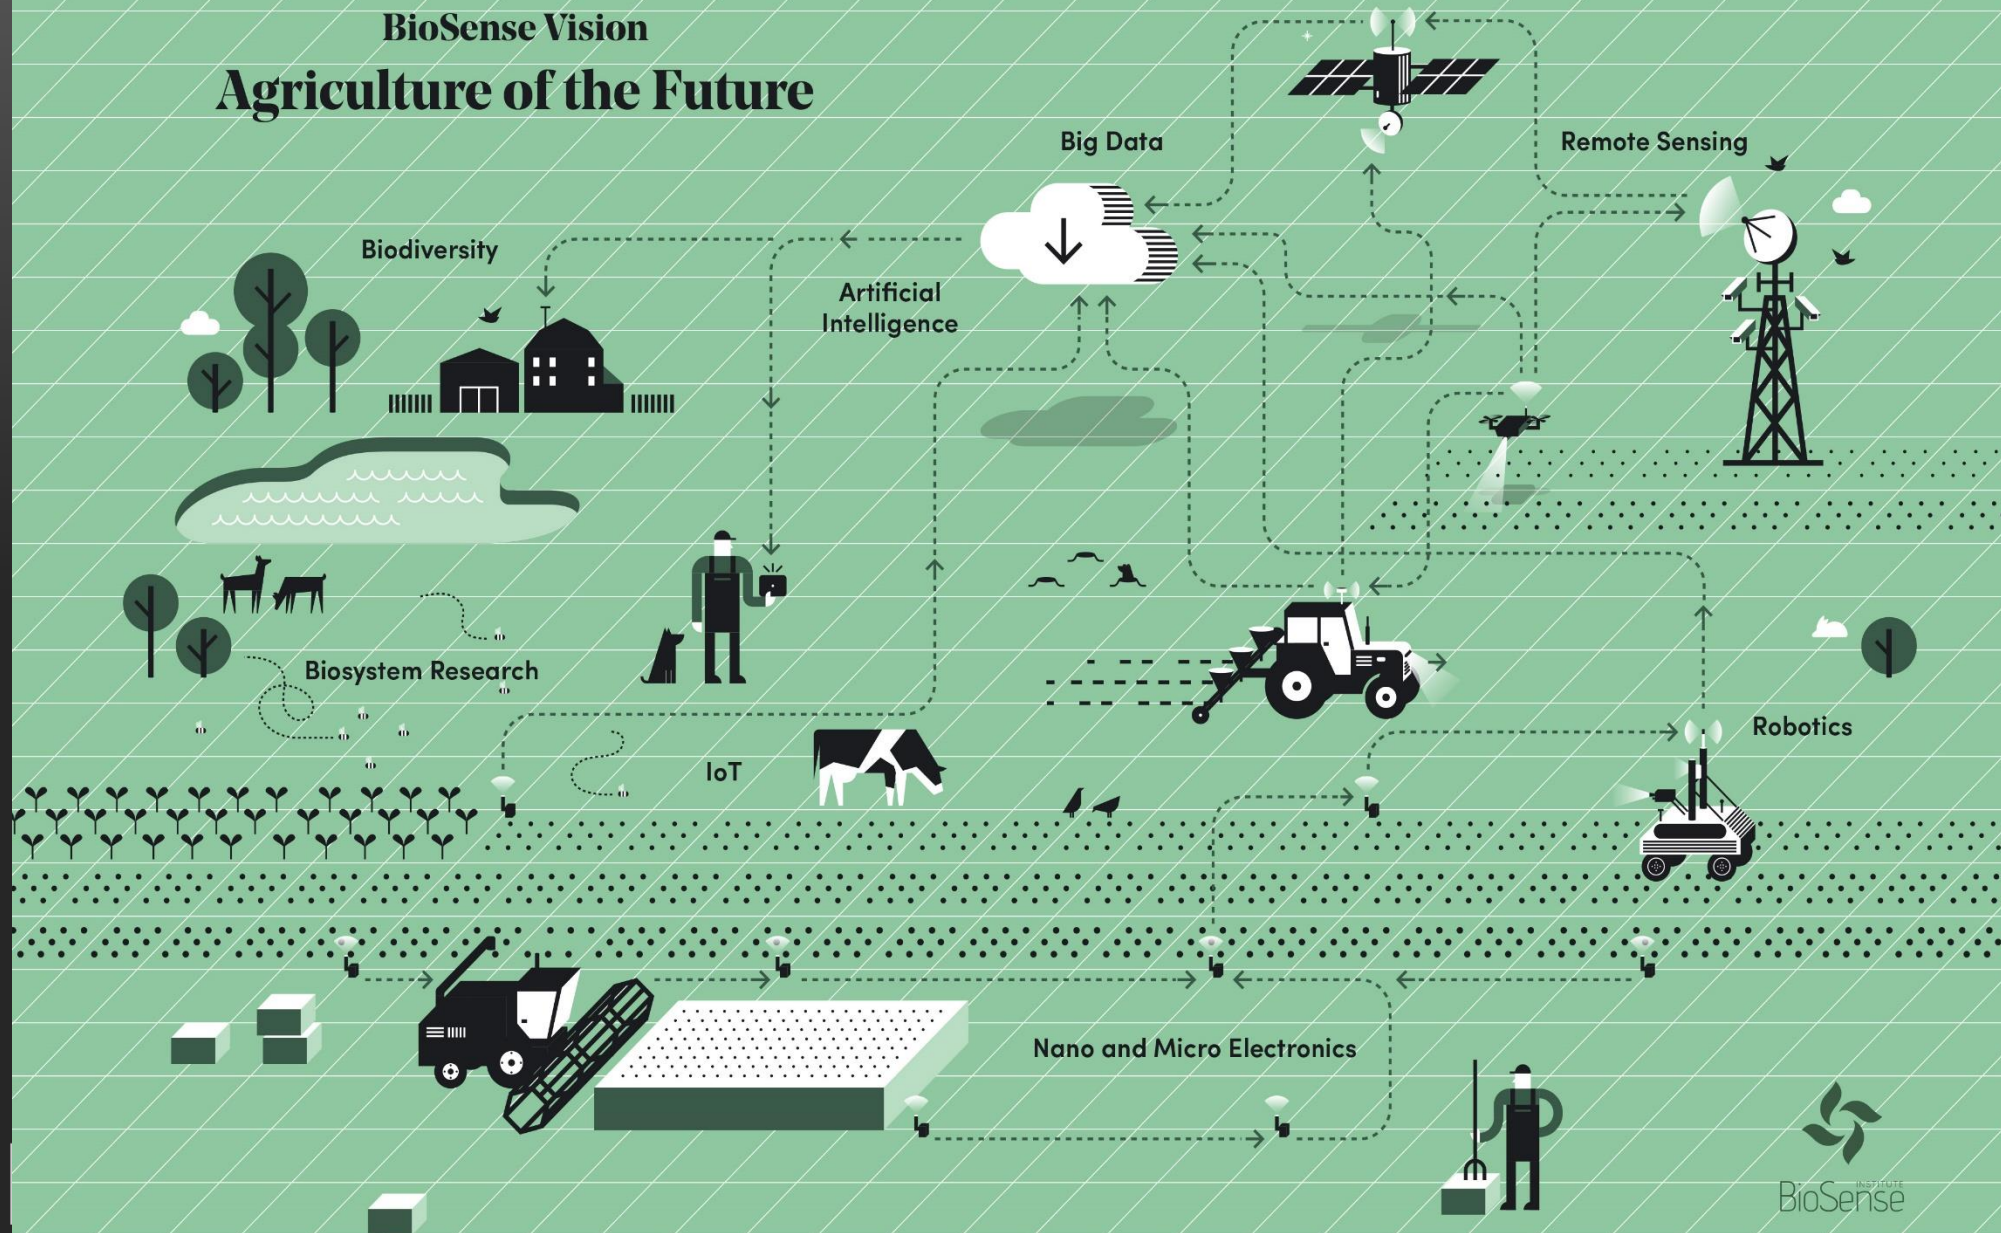 BioSense Vision
Agriculture of the Future
Big Data
Remote Sensing
Biodiversity
Artificial
Intelligence
Biosystem Research
IoT
Robotics
Nano and Micro Electronics
INSTITUTE
BioSense